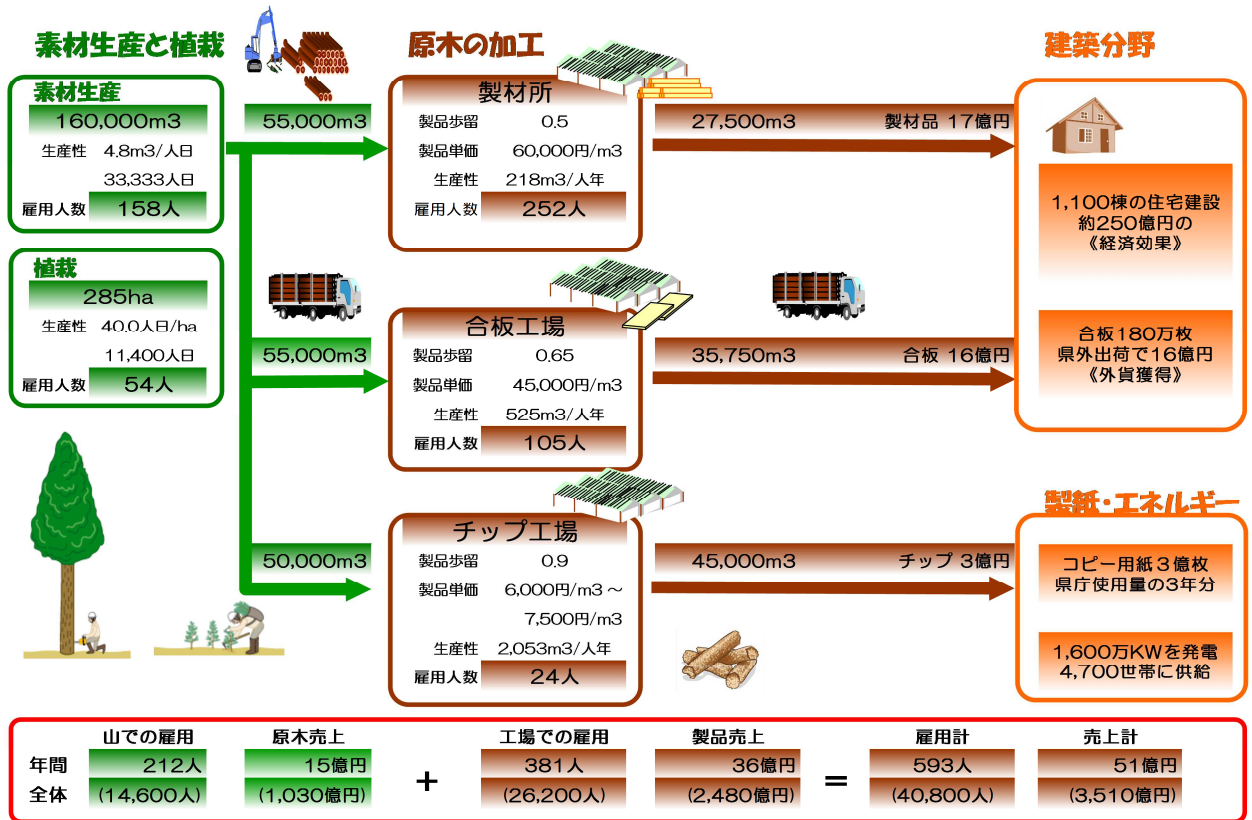 素材生産と植栽
素材生産
160,000m3
生産性 4.8m3/人日
33,333人日
雇用人数 158人
植栽
285ha
生産性 40.0人日/ha
11,400人日
雇用人数 54人
55,000m3
55,000m3
50,000m3
原木の加工
製材所
製品歩留 0.5
製品単価 60,000円/m3
生産性 218m3/人年
雇用人数 252人
合板工場
製品歩留 0.65
製品単価 45,000円/m3
生産性 525m3/人年
雇用人数 105人
チップ工場
製品歩留 0.9
製品単価 6,000円/m3 ～
7,500円/m3
生産性 2,053m3/人年
雇用人数 24人
27,500m3 製材品 17億円
35,750m3 合板 16億円
45,000m3 チップ 3億円
建築分野
1,100棟の住宅建設
約250億円の
《経済効果》
合板180万枚
県外出荷で16億円
《外貨獲得》
製紙・エネルギー
コピー用紙3億枚
県庁使用量の3年分
1,600万KWを発電
4,700世帯に供給
山での雇用 原木売上 工場での雇用 製品売上 雇用計 売上計
年間 212人 15億円 + 381人 36億円 = 593人 51億円
全体 (14,600人) (1,030億円) (26,200人) (2,480億円) (40,800人) (3,510億円)